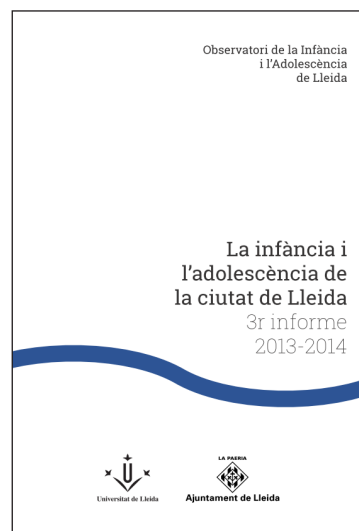 Observatori de la Infància
i l'Adolescència
de Lleida
La infància i
l'adolescència de
la ciutat de Lleida
3r informe
2013-2014
Universitat de Lleida
LA PAERIA
Ajuntament de Lleida